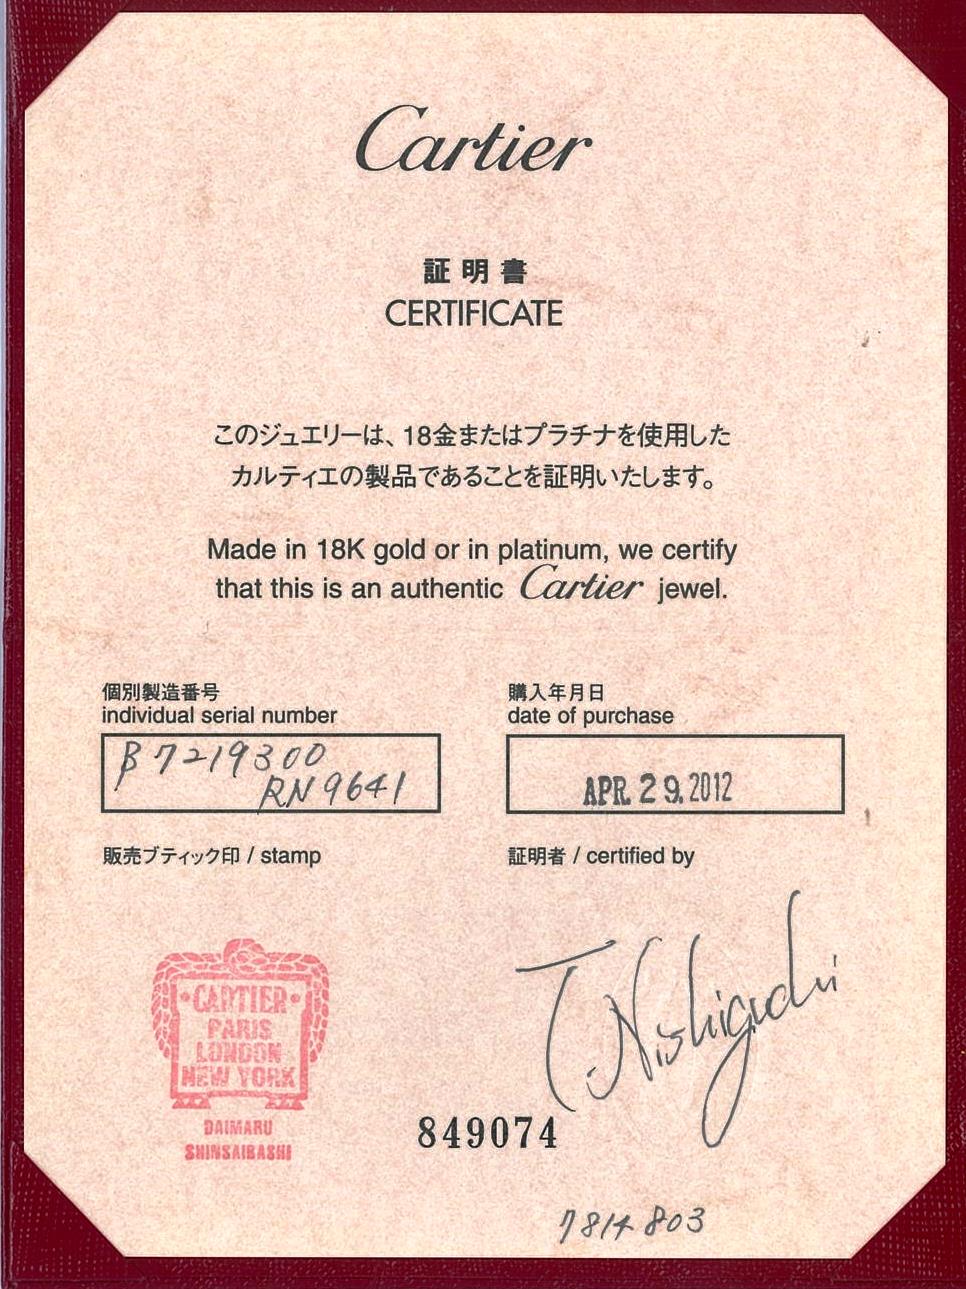 Cartier
証明書
CERTIFICATE
このジュエリーは、18金またはプラチナを使用した
カルティエの製品であることを証明いたします。
Made in 18K gold or in platinum, we certify
that this is an authentic Cartier jewel.
個別製造番号
individual serial number
B7219300
RN9641
購入年月日
date of purchase
APR. 29. 2012
販売ブティック印 / stamp
証明者 / certified by
CARTIER
PARIS
LONDON
NEW YORK
DAIMARU
SHINSAIBASHI
T. Nishiguchi
849074
7814803